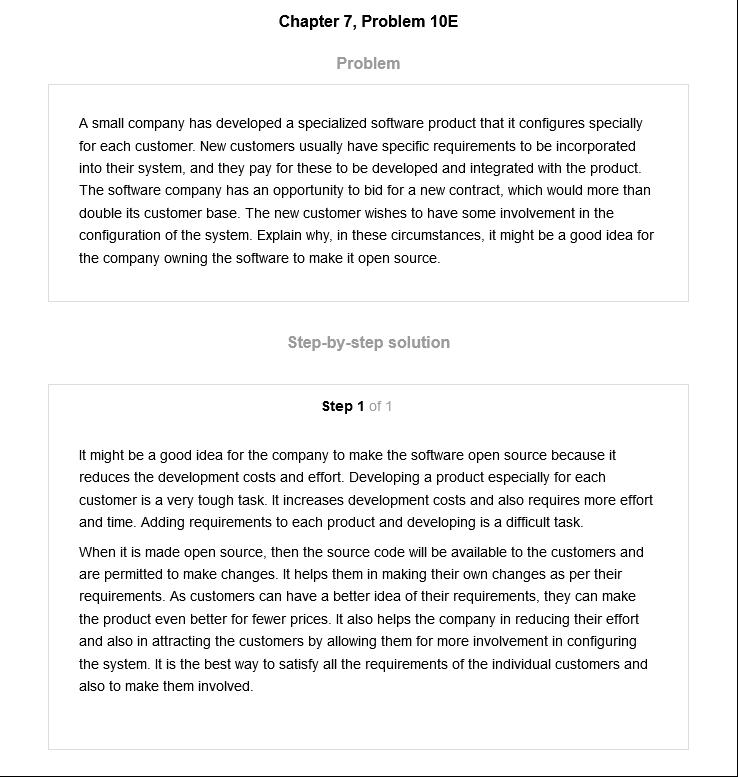 Chapter 7, Problem 10E
Problem
A small company has developed a specialized software product that it configures specially
for each customer. New customers usually have specific requirements to be incorporated
into their system, and they pay for these to be developed and integrated with the product.
The software company has an opportunity to bid for a new contract, which would more than
double its customer base. The new customer wishes to have some involvement in the
configuration of the system. Explain why, in these circumstances, it might be a good idea for
the company owning the software to make it open source.
Step-by-step solution
Step 1 of 1
It might be a good idea for the company to make the software open source because it
reduces the development costs and effort. Developing a product especially for each
customer is a very tough task. It increases development costs and also requires more effort
and time. Adding requirements to each product and developing is a difficult task.
When it is made open source, then the source code will be available to the customers and
are permitted to make changes. It helps them in making their own changes as per their
requirements. As customers can have a better idea of their requirements, they can make
the product even better for fewer prices. It also helps the company in reducing their effort
and also in attracting the customers by allowing them for more involvement in configuring
the system. It is the best way to satisfy all the requirements of the individual customers and
also to make them involved.